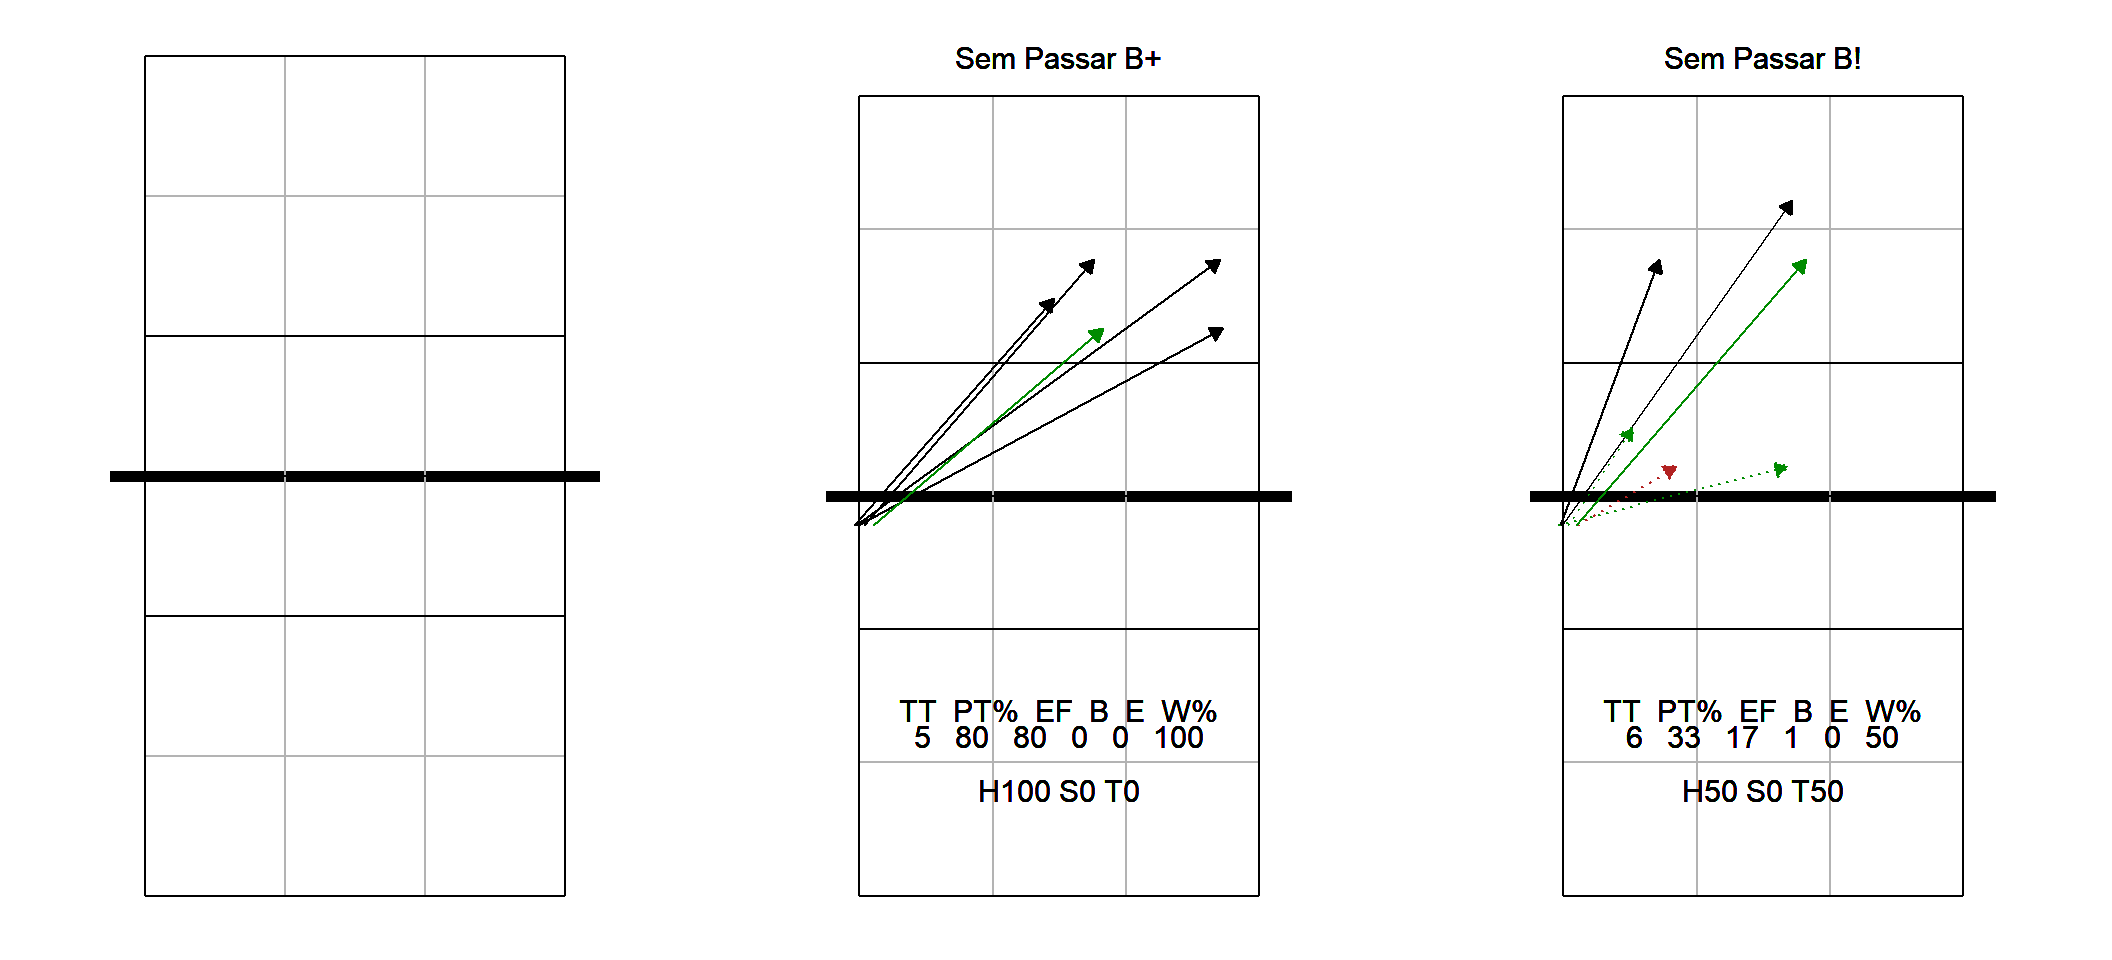 Sem Passar B+
TT PT% EF B E W%
5 80 80 0 0 100
H100 S0 T0
Sem Passar B!
TT PT% EF B E W%
6 33 17 1 0 50
H50 S0 T50